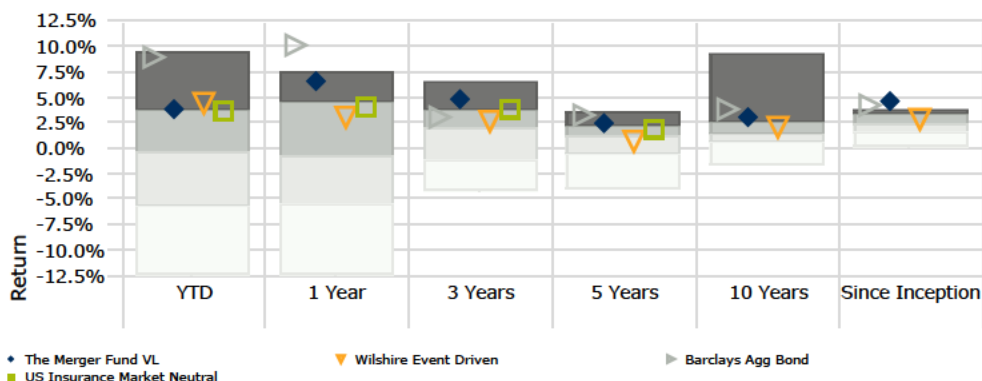 12.5%
10.0%
7.5%
5.0%
2.5%
0.0%
-2.5%
-5.0%
-7.5%
-10.0%
-12.5%
Return
YTD 1 Year 3 Years 5 Years 10 Years Since Inception
The Merger Fund VL Wilshire Event Driven Barclays Agg Bond
US Insurance Market Neutral